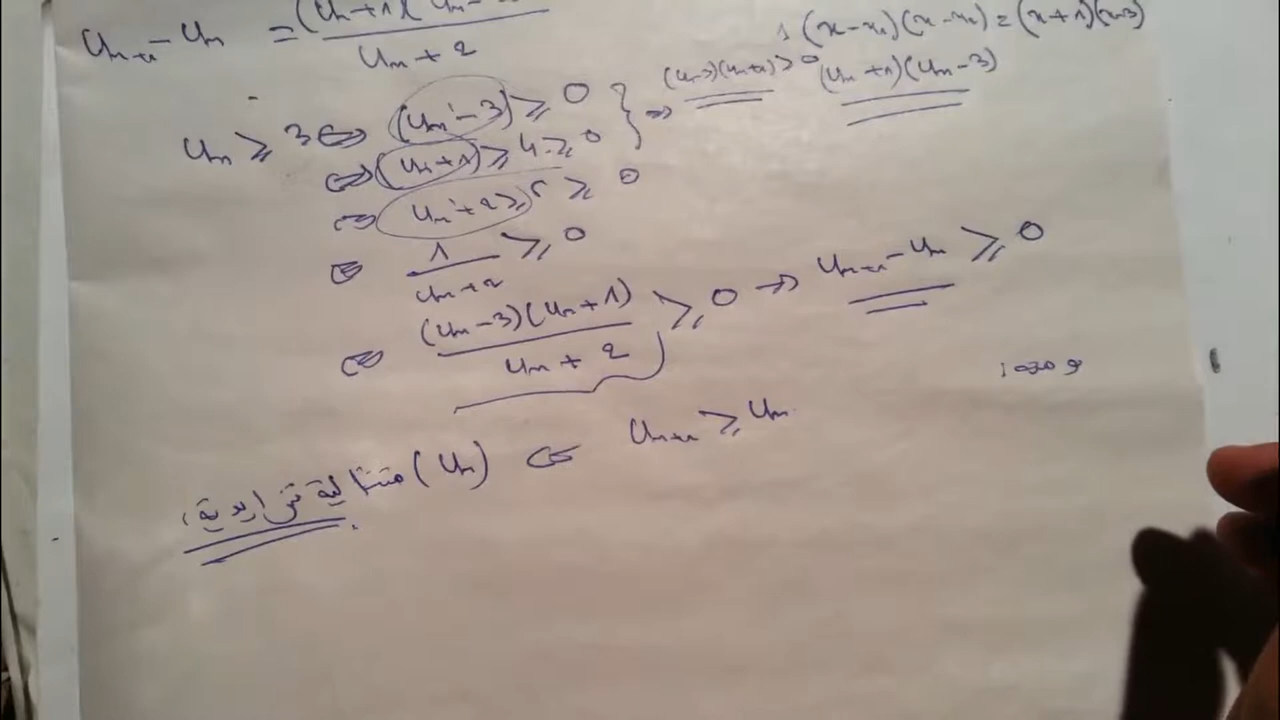 1 (x-x₁)(x-x₂) = (x+1)(x-3)
Uₙ₊₁ - Uₙ = (Uₙ+1)(Uₙ- / Uₙ + 2
(Uₙ-3)(Uₙ+1) ≥ 0 (Uₙ+1)(Uₙ-3)
Uₙ ≥ 3 ⇔ (Uₙ-3) ≥ 0 } ⇒
⇔ (Uₙ+1) ≥ 4 ≥ 0
⇒ Uₙ+2 ≥ 5 ≥ 0
1 / Uₙ+2 ≥ 0
⇔ (Uₙ-3)(Uₙ+1) / Uₙ + 2 ≥ 0 → Uₙ₊₁ - Uₙ ≥ 0
Uₙ₊₁ ≥ Uₙ
(Uₙ) متتالية تزايدية